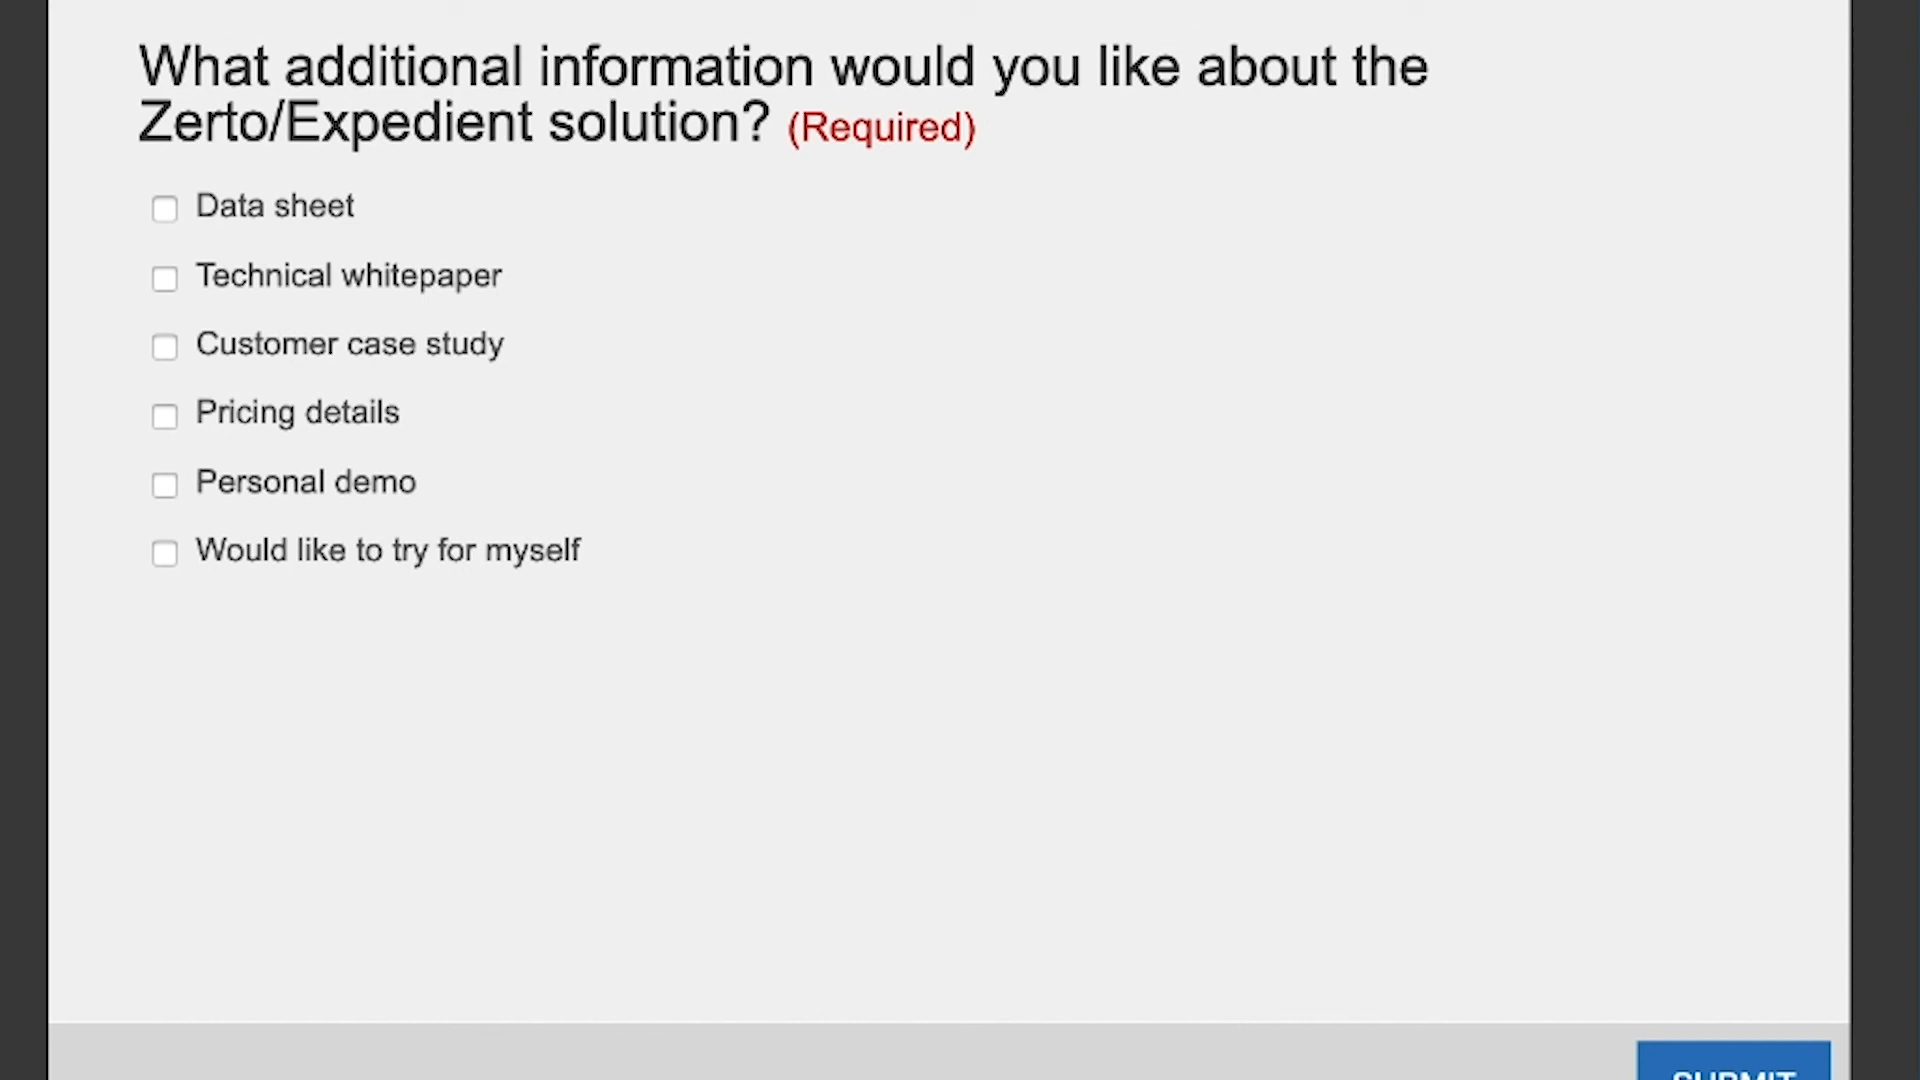 What additional information would you like about the
Zerto/Expedient solution? (Required)
Data sheet
Technical whitepaper
Customer case study
Pricing details
Personal demo
Would like to try for myself
SUBMIT